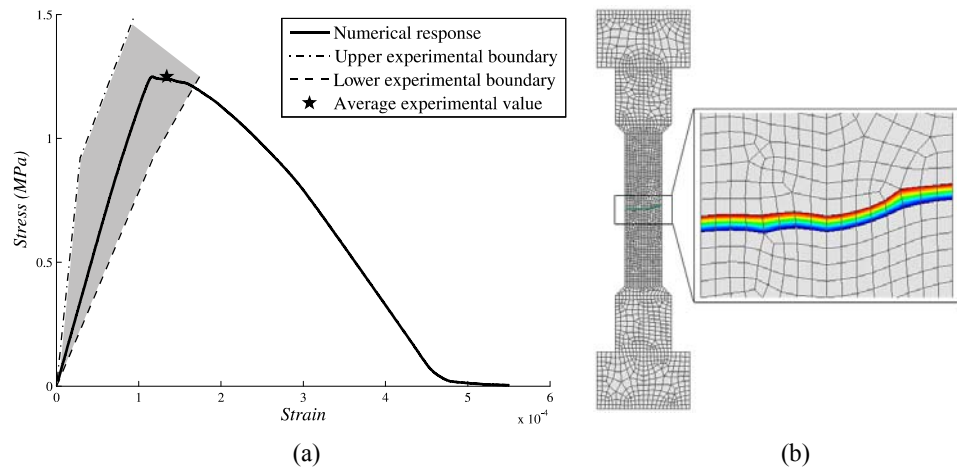 1.5
1
0.5
0
Stress (MPa)
Numerical response
Upper experimental boundary
Lower experimental boundary
Average experimental value
0 1 2 3 4 5 6
Strain
x 10⁻⁴
(a)
(b)